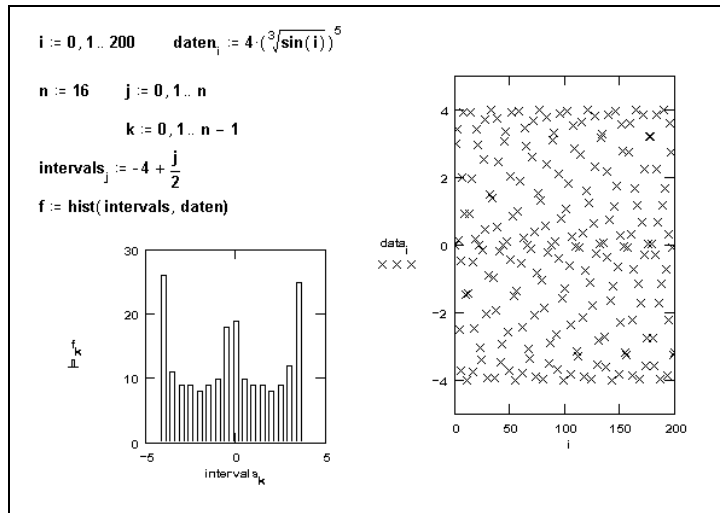 i := 0, 1 .. 200 daten_i := 4·(∛sin(i))^5
n := 16 j := 0, 1 .. n
k := 0, 1 .. n − 1
intervals_j := -4 + j/2
f := hist(intervals, daten)
30
20
10
0
f_k
−5 0 5
intervals_k
4
2
0
−2
−4
data_i
0 50 100 150 200
i